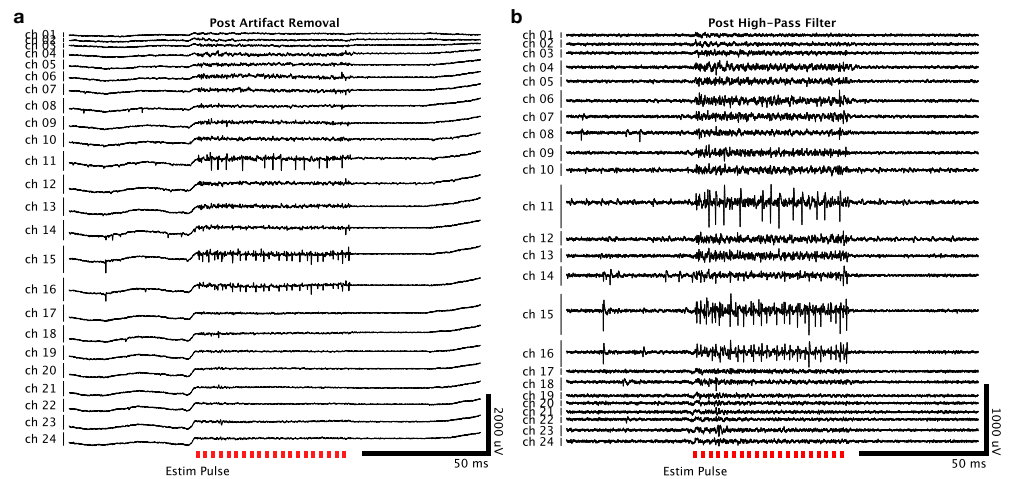 a
Post Artifact Removal
ch 01
ch 02
ch 03
ch 04
ch 05
ch 06
ch 07
ch 08
ch 09
ch 10
ch 11
ch 12
ch 13
ch 14
ch 15
ch 16
ch 17
ch 18
ch 19
ch 20
ch 21
ch 22
ch 23
ch 24
2000 uV
50 ms
Estim Pulse
b
Post High-Pass Filter
ch 01
ch 02
ch 03
ch 04
ch 05
ch 06
ch 07
ch 08
ch 09
ch 10
ch 11
ch 12
ch 13
ch 14
ch 15
ch 16
ch 17
ch 18
ch 19
ch 20
ch 21
ch 22
ch 23
ch 24
1000 uV
50 ms
Estim Pulse